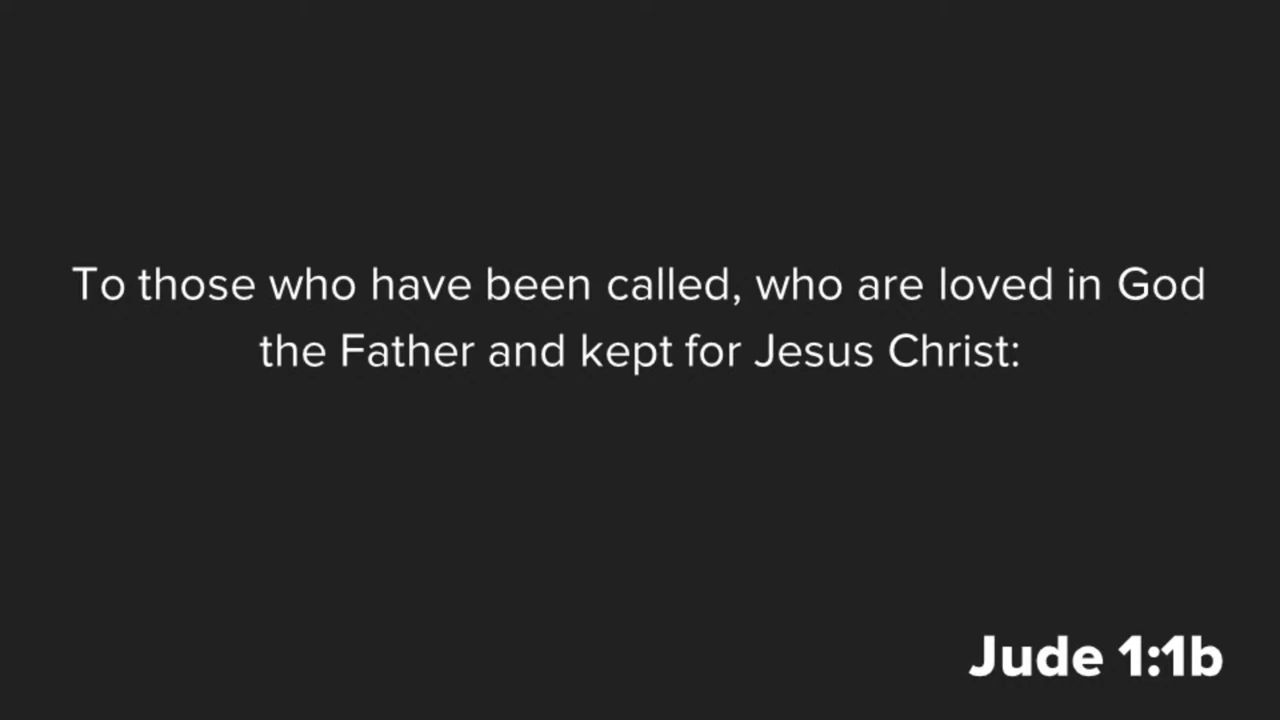 To those who have been called, who are loved in God
the Father and kept for Jesus Christ:
Jude 1:1b